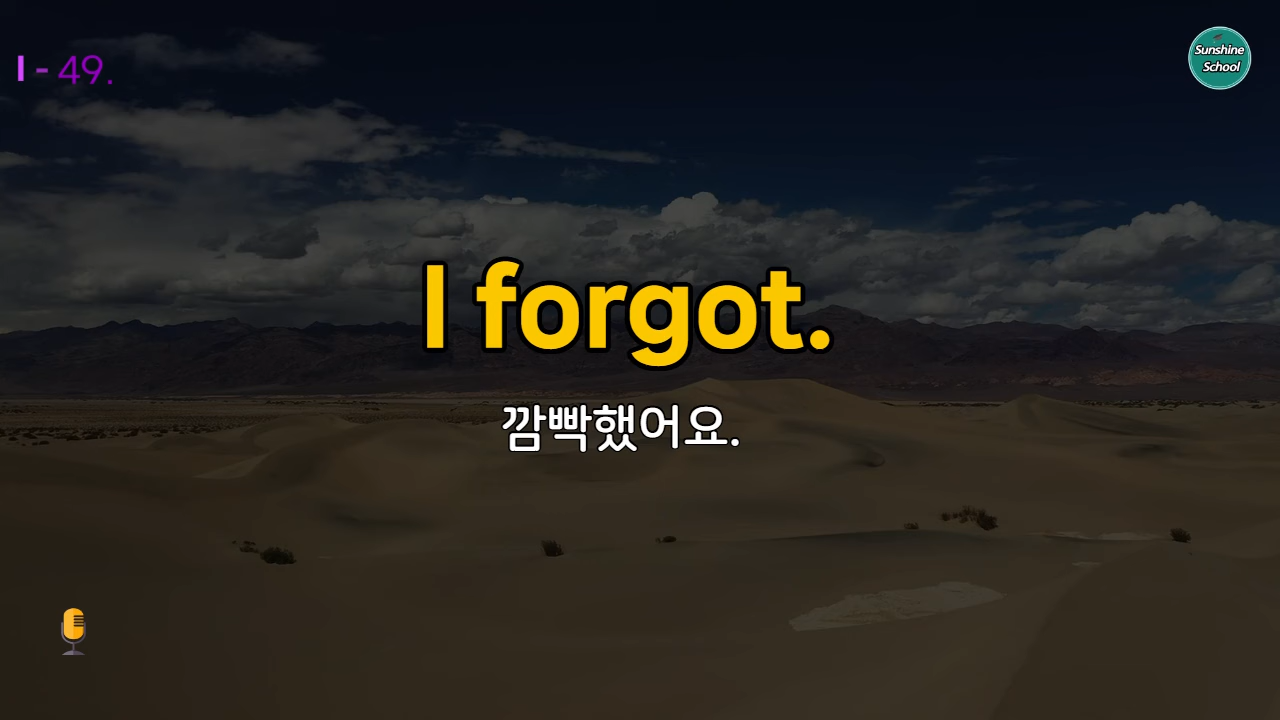 I - 49.
Sunshine
School
I forgot.
깜빡했어요.